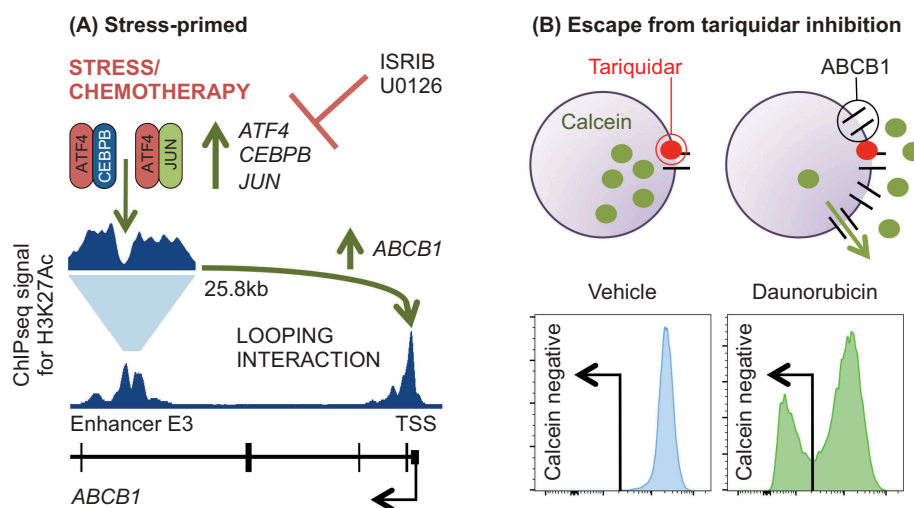 (A) Stress-primed
STRESS/
CHEMOTHERAPY
ISRIB
U0126
ATF4
CEBPB
ATF4
JUN
ATF4
CEBPB
JUN
ABCB1
25.8kb
ChIPseq signal
for H3K27Ac
LOOPING
INTERACTION
Enhancer E3
TSS
ABCB1
(B) Escape from tariquidar inhibition
Tariquidar
ABCB1
Calcein
Vehicle
Daunorubicin
Calcein negative
Calcein negative